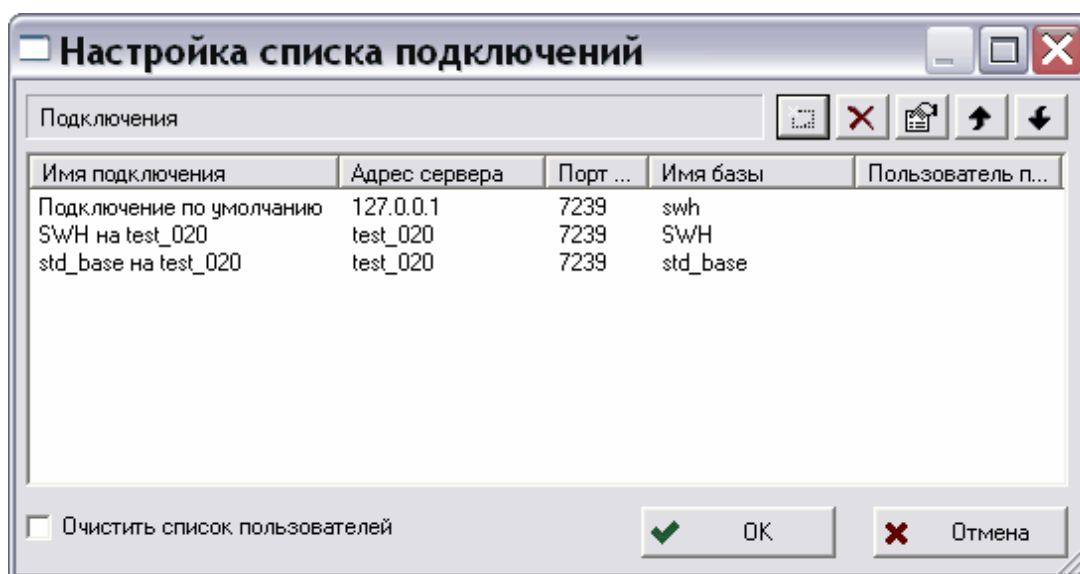 Настройка списка подключений
Подключения
Имя подключения Адрес сервера Порт ... Имя базы Пользователь п...
Подключение по умолчанию 127.0.0.1 7239 swh
SWH на test_020 test_020 7239 SWH
std_base на test_020 test_020 7239 std_base
Очистить список пользователей OK Отмена